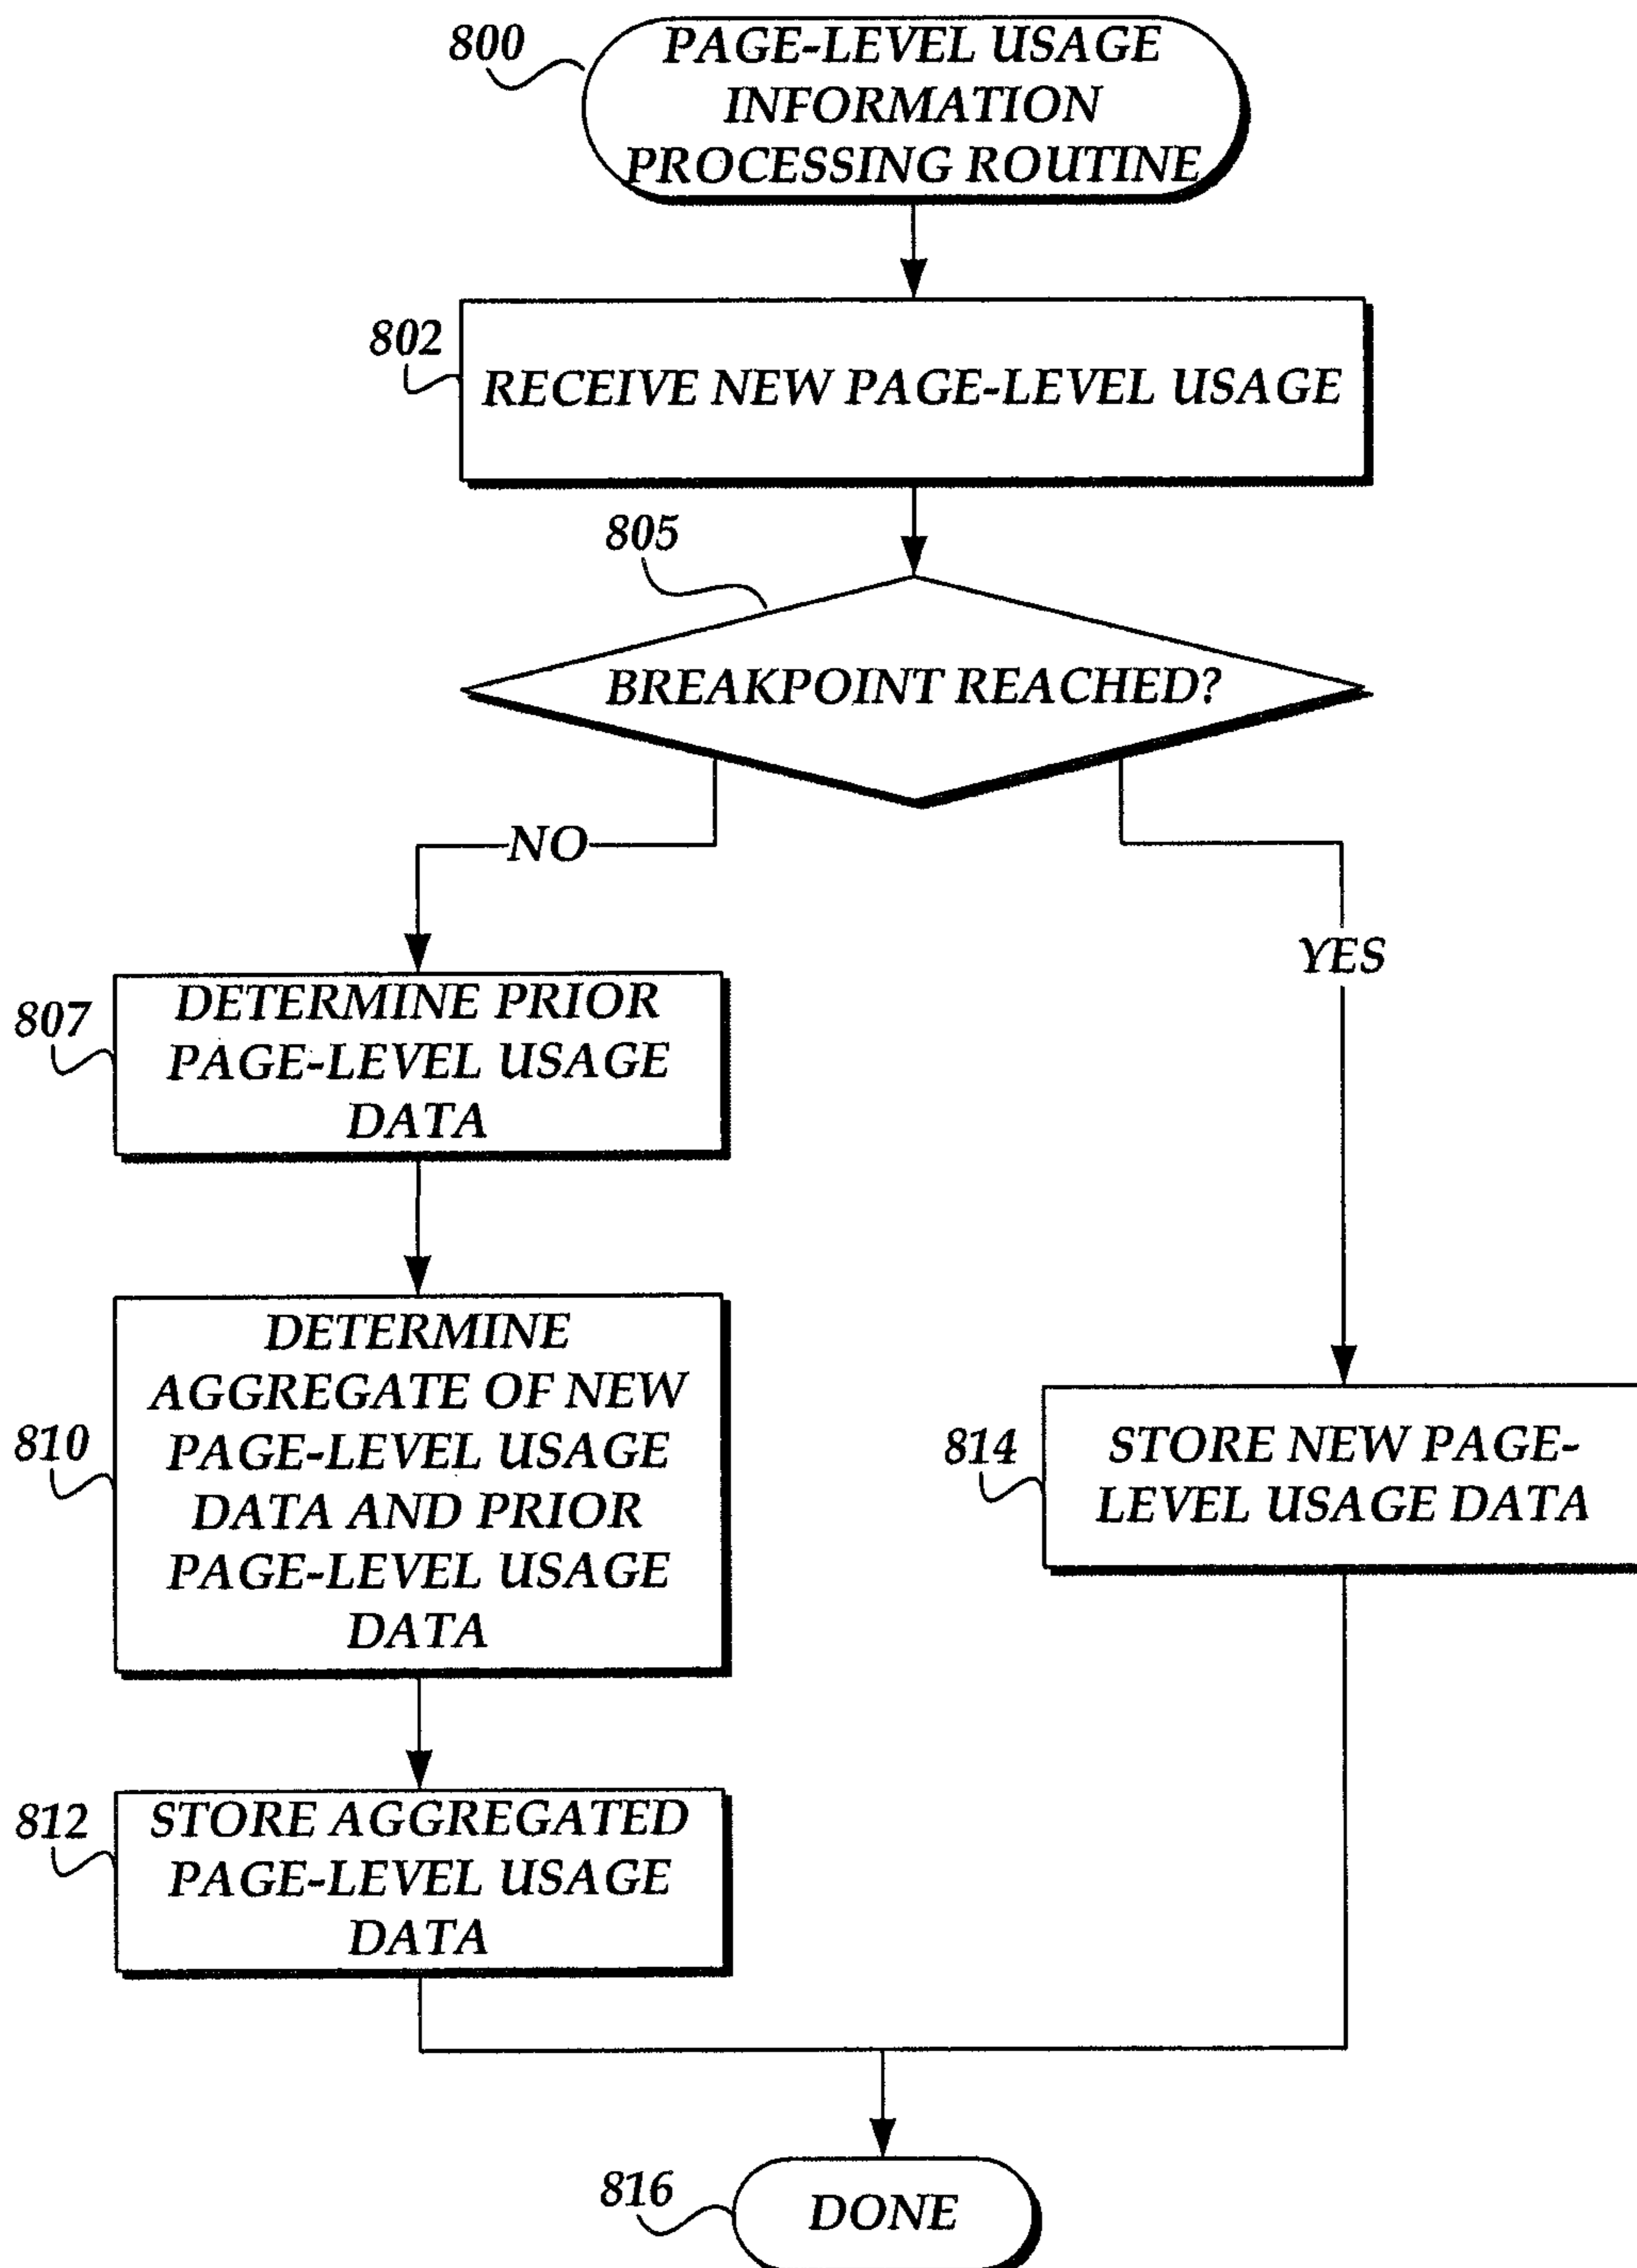 800
PAGE-LEVEL USAGE
INFORMATION
PROCESSING ROUTINE
802
RECEIVE NEW PAGE-LEVEL USAGE
805
BREAKPOINT REACHED?
NO
YES
807
DETERMINE PRIOR
PAGE-LEVEL USAGE
DATA
810
DETERMINE
AGGREGATE OF NEW
PAGE-LEVEL USAGE
DATA AND PRIOR
PAGE-LEVEL USAGE
DATA
814
STORE NEW PAGE-
LEVEL USAGE DATA
812
STORE AGGREGATED
PAGE-LEVEL USAGE
DATA
816
DONE